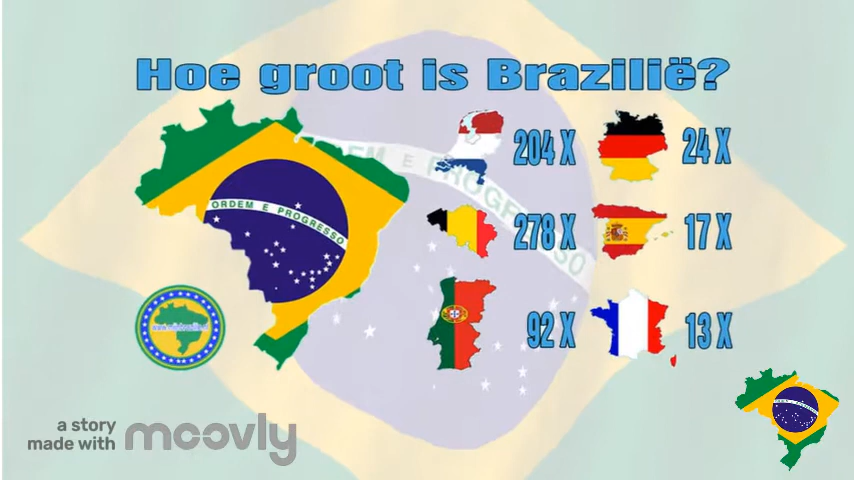 Hoe groot is Brazilië?
204 X
24 X
ORDEM E PROGRESSO
278 X
17 X
92 X
13 X
a story
made with moovly